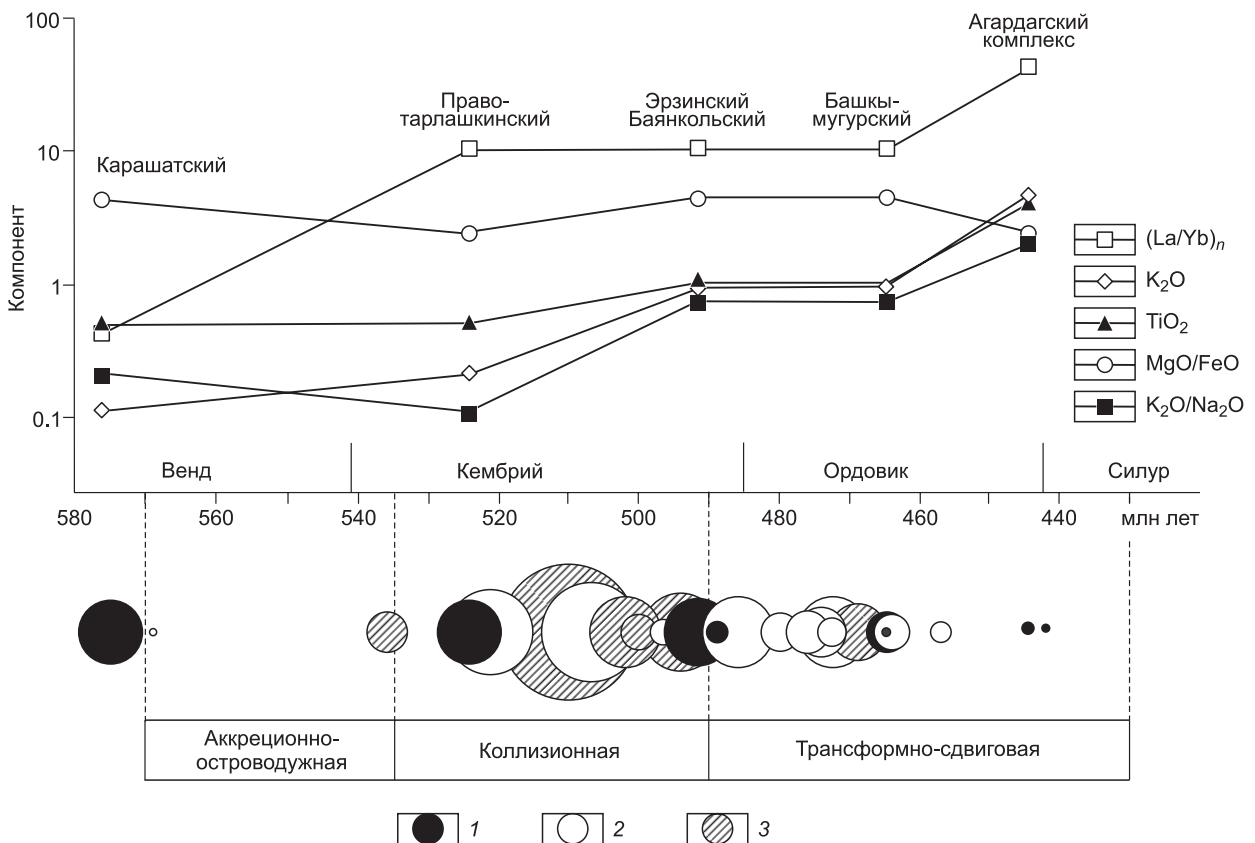 100
10
1
0.1
Компонент
Карашатский
Право-
тарлашкинский
Эрзинский
Баянкольский
Башкы-
мугурский
Агардагский
комплекс
(La/Yb)n
K2O
TiO2
MgO/FeO
K2O/Na2O
Венд
Кембрий
Ордовик
Силур
580 560 540 520 500 480 460 440 млн лет
Аккреционно-
островодужная
Коллизионная
Трансформно-сдвиговая
1 2 3